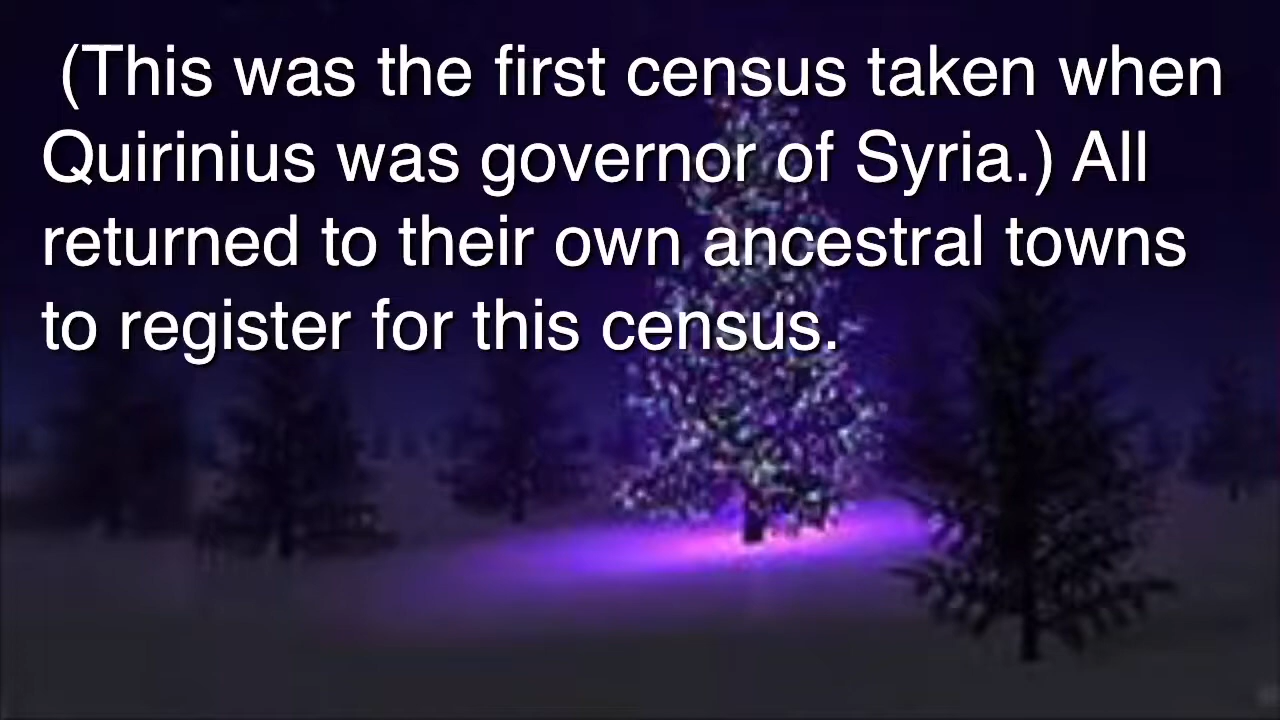 (This was the first census taken when
Quirinius was governor of Syria.) All
returned to their own ancestral towns
to register for this census.